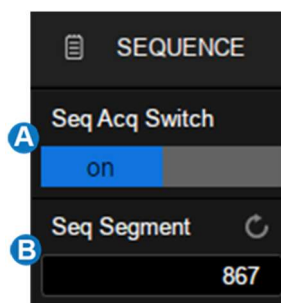 SEQUENCE
Seq Acq Switch
A
on
Seq Segment
B
867